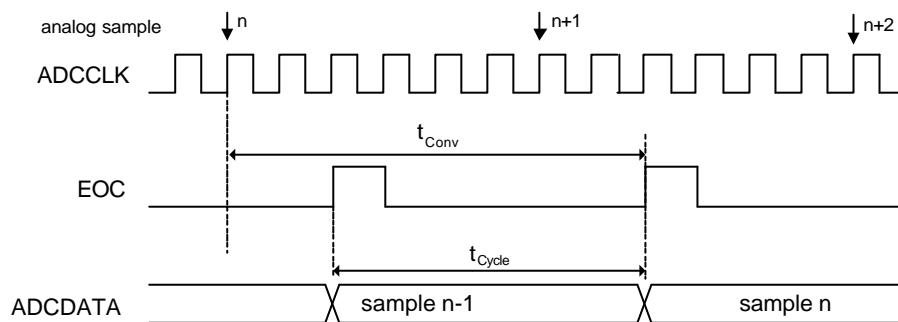 analog sample
n
n+1
n+2
ADCCLK
tConv
EOC
tCycle
ADCDATA
sample n-1
sample n